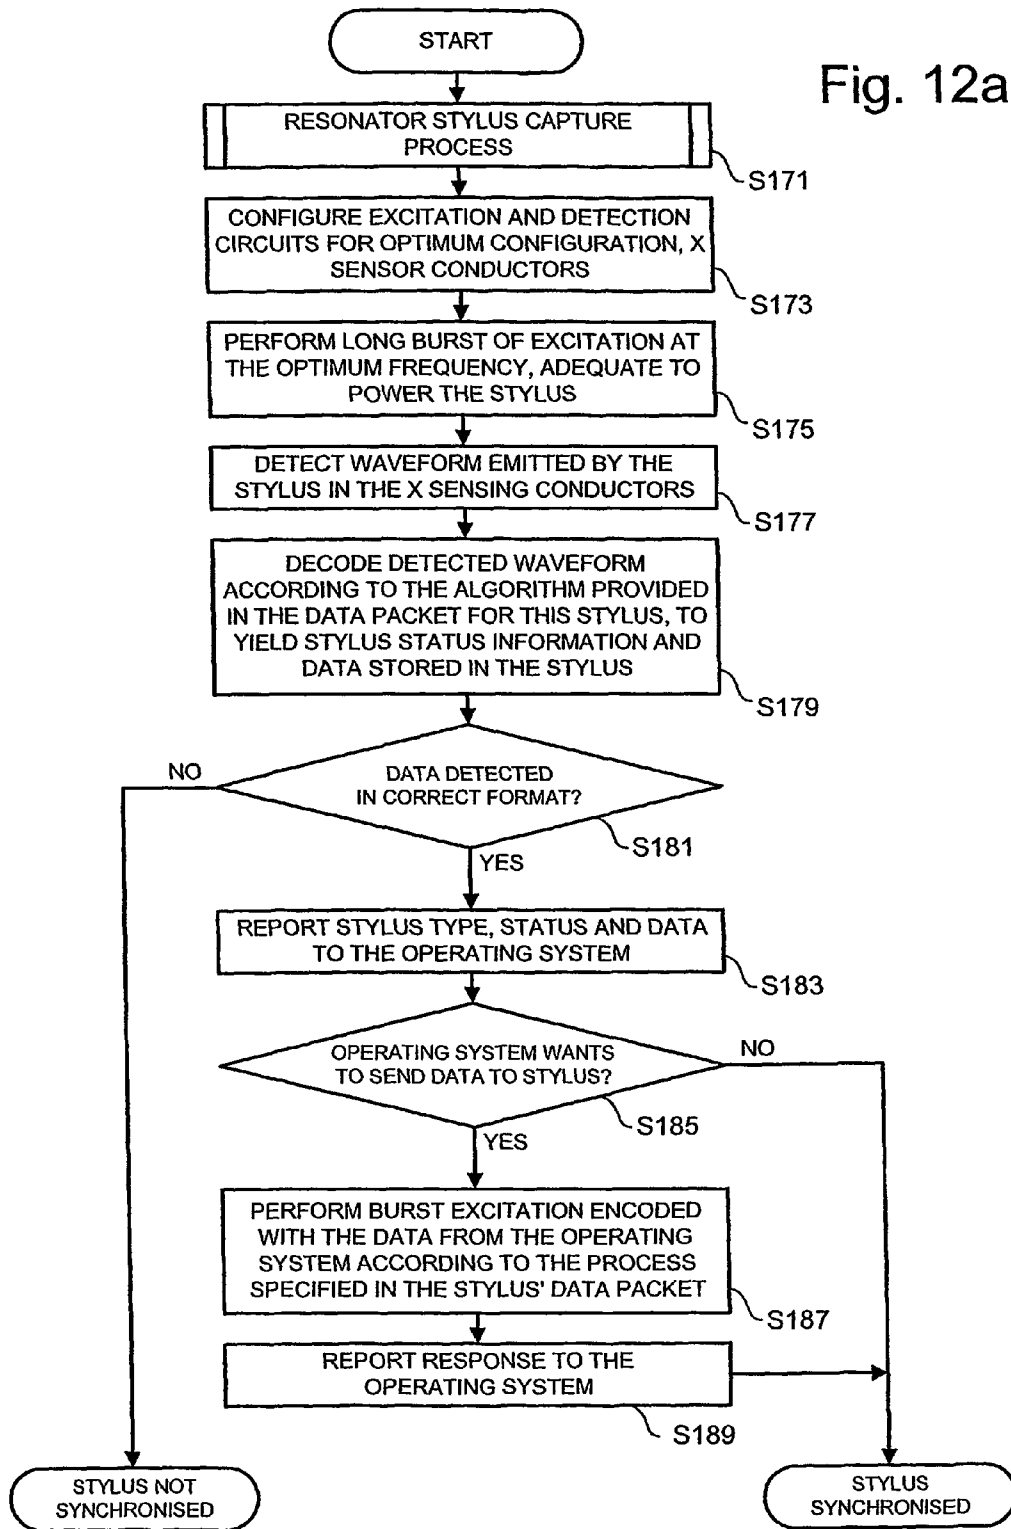 START
Fig. 12a
RESONATOR STYLUS CAPTURE
PROCESS
S171
CONFIGURE EXCITATION AND DETECTION
CIRCUITS FOR OPTIMUM CONFIGURATION, X
SENSOR CONDUCTORS
S173
PERFORM LONG BURST OF EXCITATION AT
THE OPTIMUM FREQUENCY, ADEQUATE TO
POWER THE STYLUS
S175
DETECT WAVEFORM EMITTED BY THE
STYLUS IN THE X SENSING CONDUCTORS
S177
DECODE DETECTED WAVEFORM
ACCORDING TO THE ALGORITHM PROVIDED
IN THE DATA PACKET FOR THIS STYLUS, TO
YIELD STYLUS STATUS INFORMATION AND
DATA STORED IN THE STYLUS
S179
NO
DATA DETECTED
IN CORRECT FORMAT?
S181
YES
REPORT STYLUS TYPE, STATUS AND DATA
TO THE OPERATING SYSTEM
S183
OPERATING SYSTEM WANTS
TO SEND DATA TO STYLUS?
NO
S185
YES
PERFORM BURST EXCITATION ENCODED
WITH THE DATA FROM THE OPERATING
SYSTEM ACCORDING TO THE PROCESS
SPECIFIED IN THE STYLUS' DATA PACKET
S187
REPORT RESPONSE TO THE
OPERATING SYSTEM
S189
STYLUS NOT
SYNCHRONISED
STYLUS
SYNCHRONISED